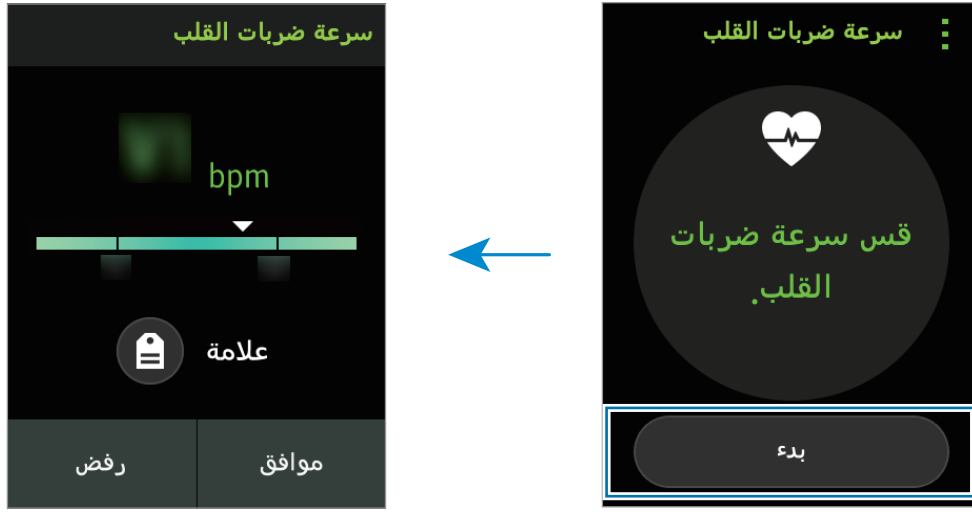 سرعة ضربات القلب
قس سرعة ضربات
القلب.
بدء
سرعة ضربات القلب
bpm
علامة
موافق
رفض